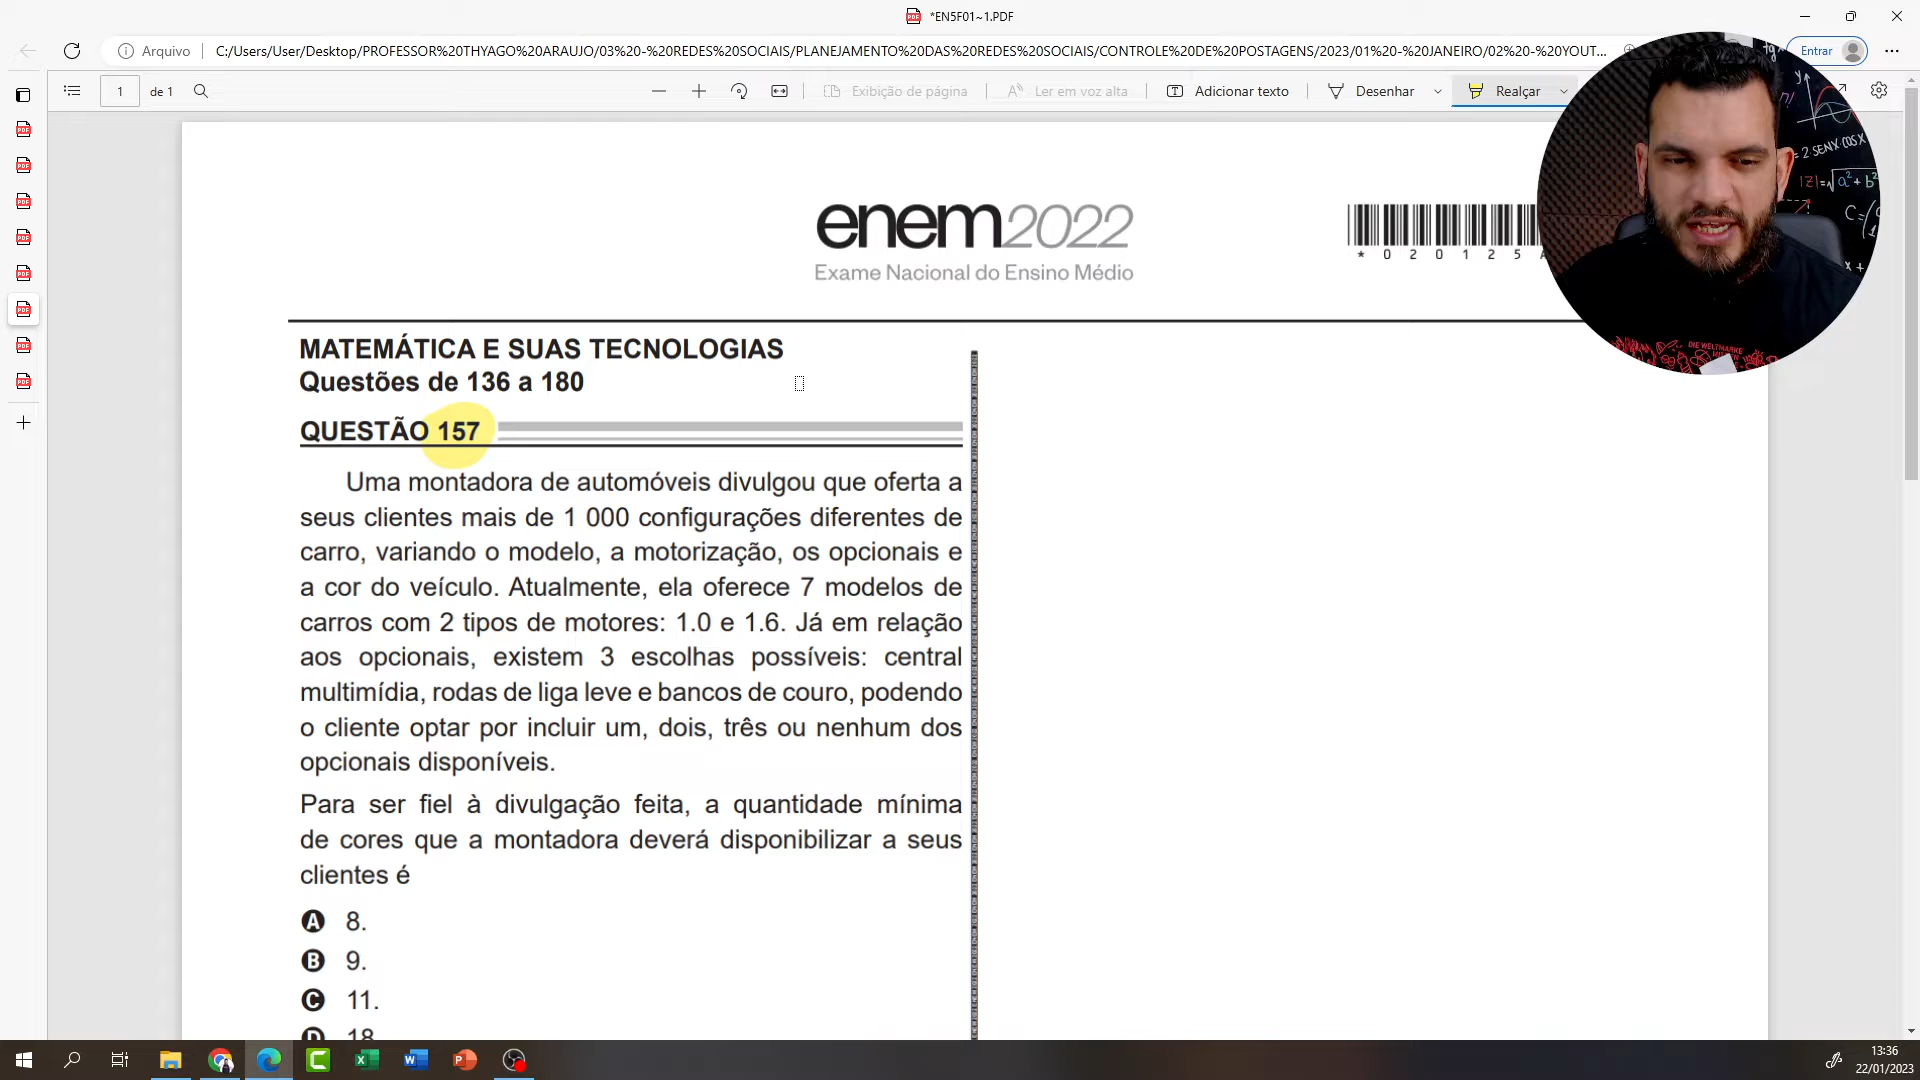 *EN5F01~1.PDF
Arquivo
C:/Users/User/Desktop/PROFESSOR%20THYAGO%20ARAUJO/03%20-%20REDES%20SOCIAIS/PLANEJAMENTO%20DAS%20REDES%20SOCIAIS/CONTROLE%20DE%20POSTAGENS/2023/01%20-%20JANEIRO/02%20-%20YOUT...
Entrar
1 de 1
Exibição de página
Ler em voz alta
Adicionar texto
Desenhar
Realçar
enem2022
Exame Nacional do Ensino Médio
*020125
MATEMÁTICA E SUAS TECNOLOGIAS
Questões de 136 a 180
QUESTÃO 157
Uma montadora de automóveis divulgou que oferta a
seus clientes mais de 1 000 configurações diferentes de
carro, variando o modelo, a motorização, os opcionais e
a cor do veículo. Atualmente, ela oferece 7 modelos de
carros com 2 tipos de motores: 1.0 e 1.6. Já em relação
aos opcionais, existem 3 escolhas possíveis: central
multimídia, rodas de liga leve e bancos de couro, podendo
o cliente optar por incluir um, dois, três ou nenhum dos
opcionais disponíveis.
Para ser fiel à divulgação feita, a quantidade mínima
de cores que a montadora deverá disponibilizar a seus
clientes é
A 8.
B 9.
C 11.
D 18
= 2·SENX·COSX
|Z|=√a²+b²
DIE WELTMARKE
13:36
22/01/2023